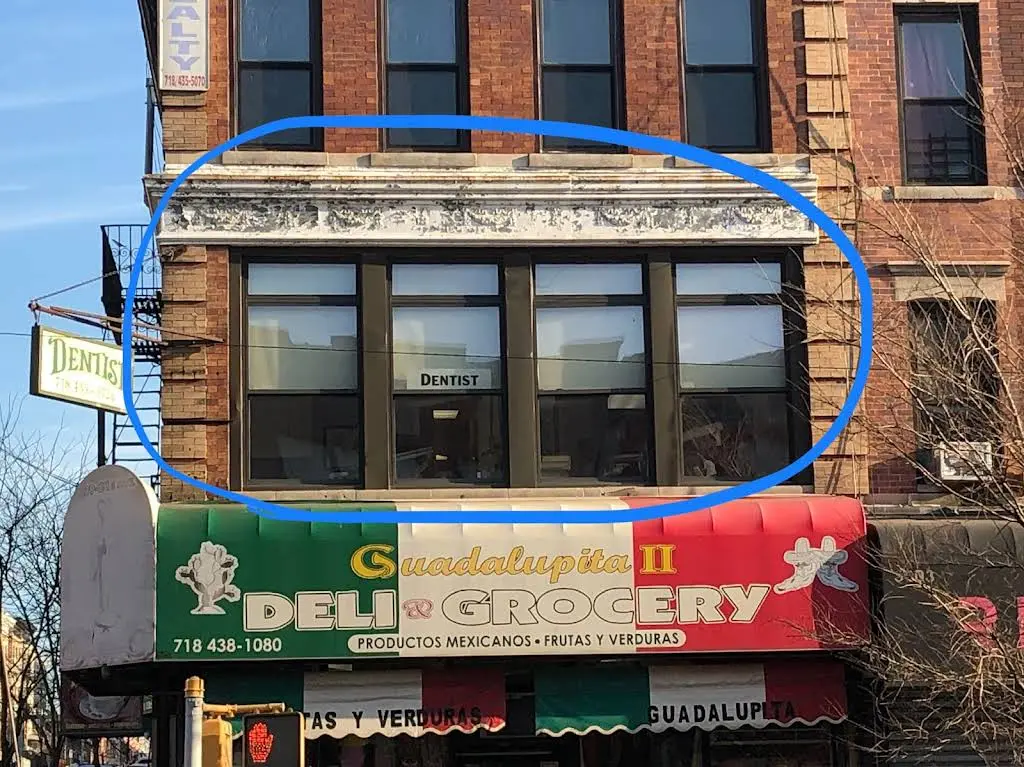 ALTY
718/435-5070
DENTIST
DENTIST
Guadalupita II
DELI & GROCERY
718 438-1080
PRODUCTOS MEXICANOS • FRUTAS Y VERDURAS
TAS Y VERDURAS
GUADALUPITA